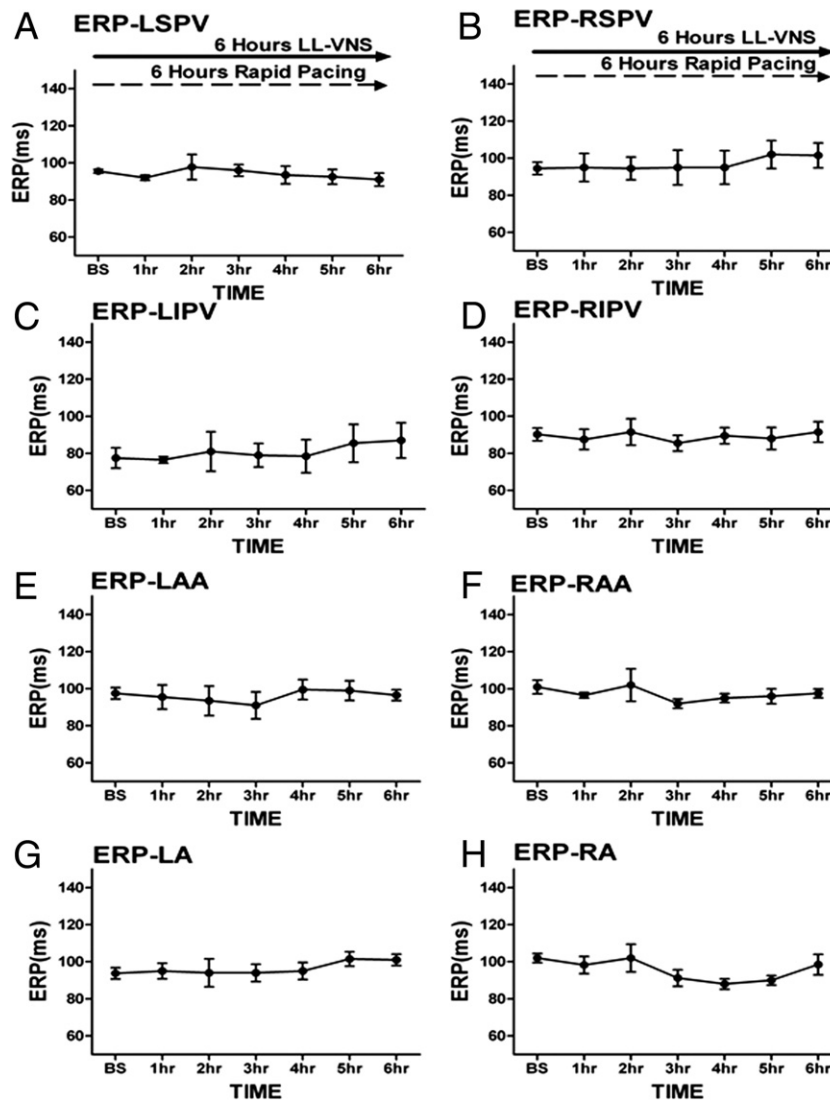 A ERP-LSPV
6 Hours LL-VNS
6 Hours Rapid Pacing
ERP(ms)
140
120
100
80
60
BS 1hr 2hr 3hr 4hr 5hr 6hr
TIME
B ERP-RSPV
6 Hours LL-VNS
6 Hours Rapid Pacing
ERP(ms)
140
120
100
80
60
BS 1hr 2hr 3hr 4hr 5hr 6hr
TIME
C ERP-LIPV
ERP(ms)
140
120
100
80
60
BS 1hr 2hr 3hr 4hr 5hr 6hr
TIME
D ERP-RIPV
ERP(ms)
140
120
100
80
60
BS 1hr 2hr 3hr 4hr 5hr 6hr
TIME
E ERP-LAA
ERP(ms)
140
120
100
80
60
BS 1hr 2hr 3hr 4hr 5hr 6hr
TIME
F ERP-RAA
ERP(ms)
140
120
100
80
60
BS 1hr 2hr 3hr 4hr 5hr 6hr
TIME
G ERP-LA
ERP(ms)
140
120
100
80
60
BS 1hr 2hr 3hr 4hr 5hr 6hr
TIME
H ERP-RA
ERP(ms)
140
120
100
80
60
BS 1hr 2hr 3hr 4hr 5hr 6hr
TIME